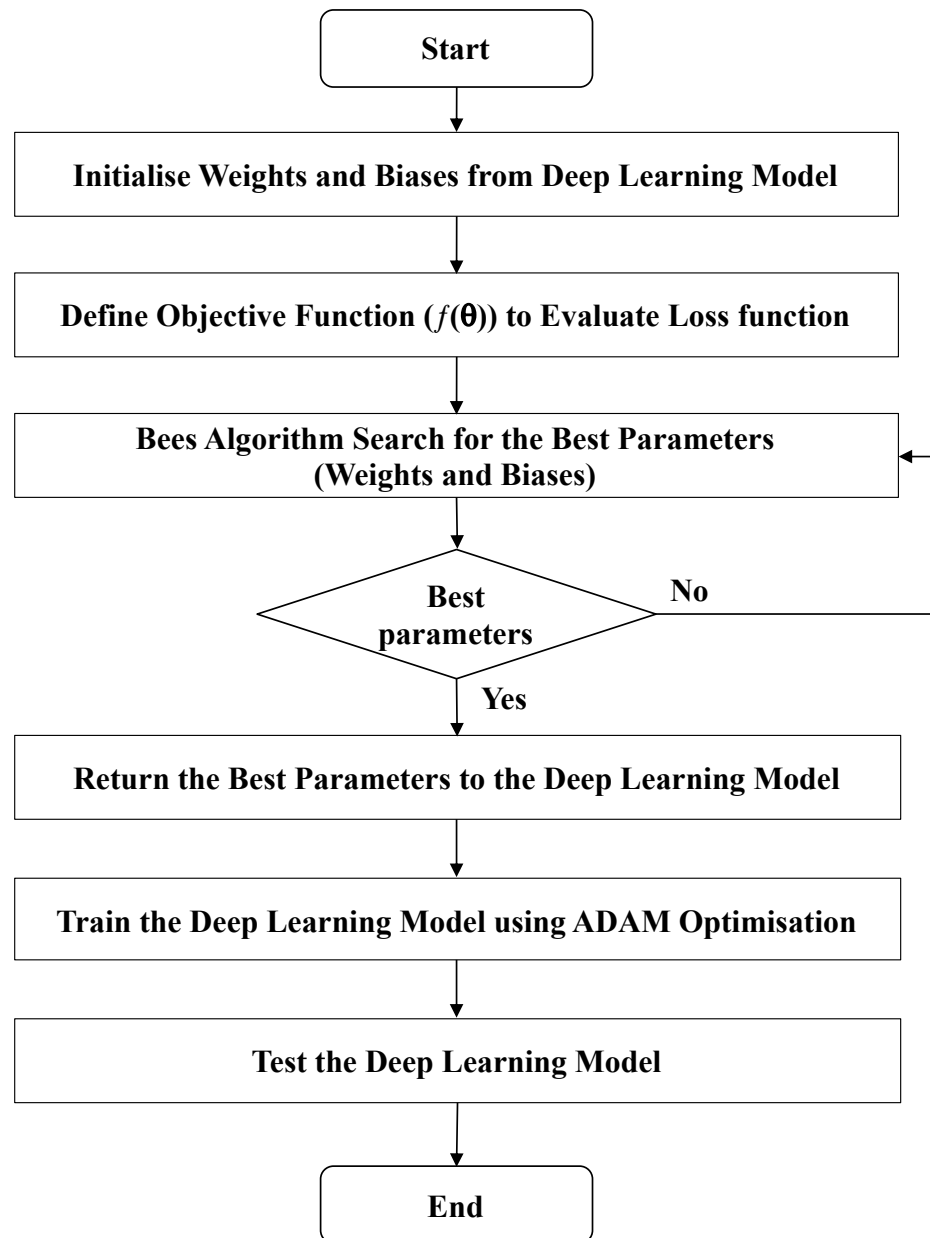 Start
Initialise Weights and Biases from Deep Learning Model
Define Objective Function (f(θ)) to Evaluate Loss function
Bees Algorithm Search for the Best Parameters
(Weights and Biases)
Best
parameters
No
Yes
Return the Best Parameters to the Deep Learning Model
Train the Deep Learning Model using ADAM Optimisation
Test the Deep Learning Model
End